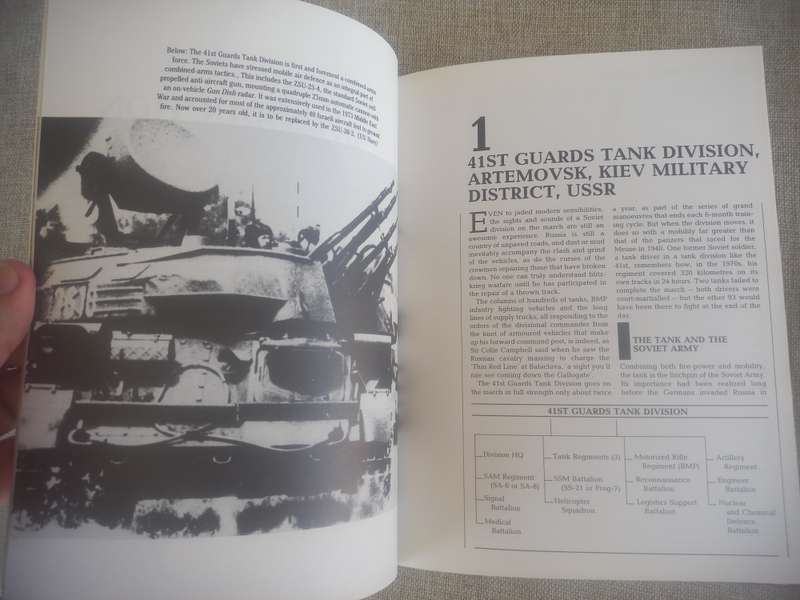 Below: The 41st Guards Tank Division is first and foremost a combined arms
force. The Soviets have stressed mobile air defence as an integral part of
combined-arms tactics. This includes the ZSU-23-4, the standard Soviet self-
propelled anti-aircraft gun, mounting a quadruple 23mm automatic cannon with
an on-vehicle Gun Dish radar. It was extensively used in the 1973 Middle East
War and accounted for most of the approximately 40 Israeli aircraft lost to ground
fire. Now over 20 years old, it is to be replaced by the ZSU-30-2. (US Navy)
1
41ST GUARDS TANK DIVISION,
ARTEMOVSK, KIEV MILITARY
DISTRICT, USSR
EVEN to jaded modern sensibilities,
the sights and sounds of a Soviet
division on the march are still an
awesome experience. Russia is still a
country of unpaved roads, and dust or mud
inevitably accompany the clash and grind
of the vehicles, as do the curses of the
crewmen repairing those that have broken
down. No one can truly understand blitz-
krieg warfare until he has participated in
the repair of a thrown track.
The columns of hundreds of tanks, BMP
infantry fighting vehicles and the long
lines of supply trucks, all responding to the
orders of the divisional commander from
the knot of armoured vehicles that make
up his forward command post, is indeed, as
Sir Colin Campbell said when he saw the
Russian cavalry massing to charge the
'Thin Red Line' at Balaclava, 'a sight you'll
nae see coming down the Gallogate'.
The 41st Guards Tank Division goes on
the march in full strength only about twice
a year, as part of the series of grand
manoeuvres that ends each 6-month train-
ing cycle. But when the division moves, it
does so with a mobility far greater than
that of the panzers that raced for the
Meuse in 1940. One former Soviet soldier,
a tank driver in a tank division like the
41st, remembers how, in the 1970s, his
regiment covered 320 kilometres on its
own tracks in 24 hours. Two tanks failed to
complete the march — both drivers were
court-martialled — but the other 93 would
have been there to fight at the end of the
day.
THE TANK AND THE
SOVIET ARMY
Combining both fire-power and mobility,
the tank is the linchpin of the Soviet Army.
Its importance had been realized long
before the Germans invaded Russia in
41ST GUARDS TANK DIVISION
Division HQ
SAM Regiment
(SA-6 or SA-8)
Signal
Battalion
Medical
Battalion
Tank Regiments (3)
SSM Battalion
(SS-21 or Frog-7)
Helicopter
Squadron
Motorized Rifle
Regiment (BMP)
Reconnaissance
Battalion
Logistics Support
Battalion
Artillery
Regiment
Engineer
Battalion
Nuclear
and Chemical
Defence
Battalion